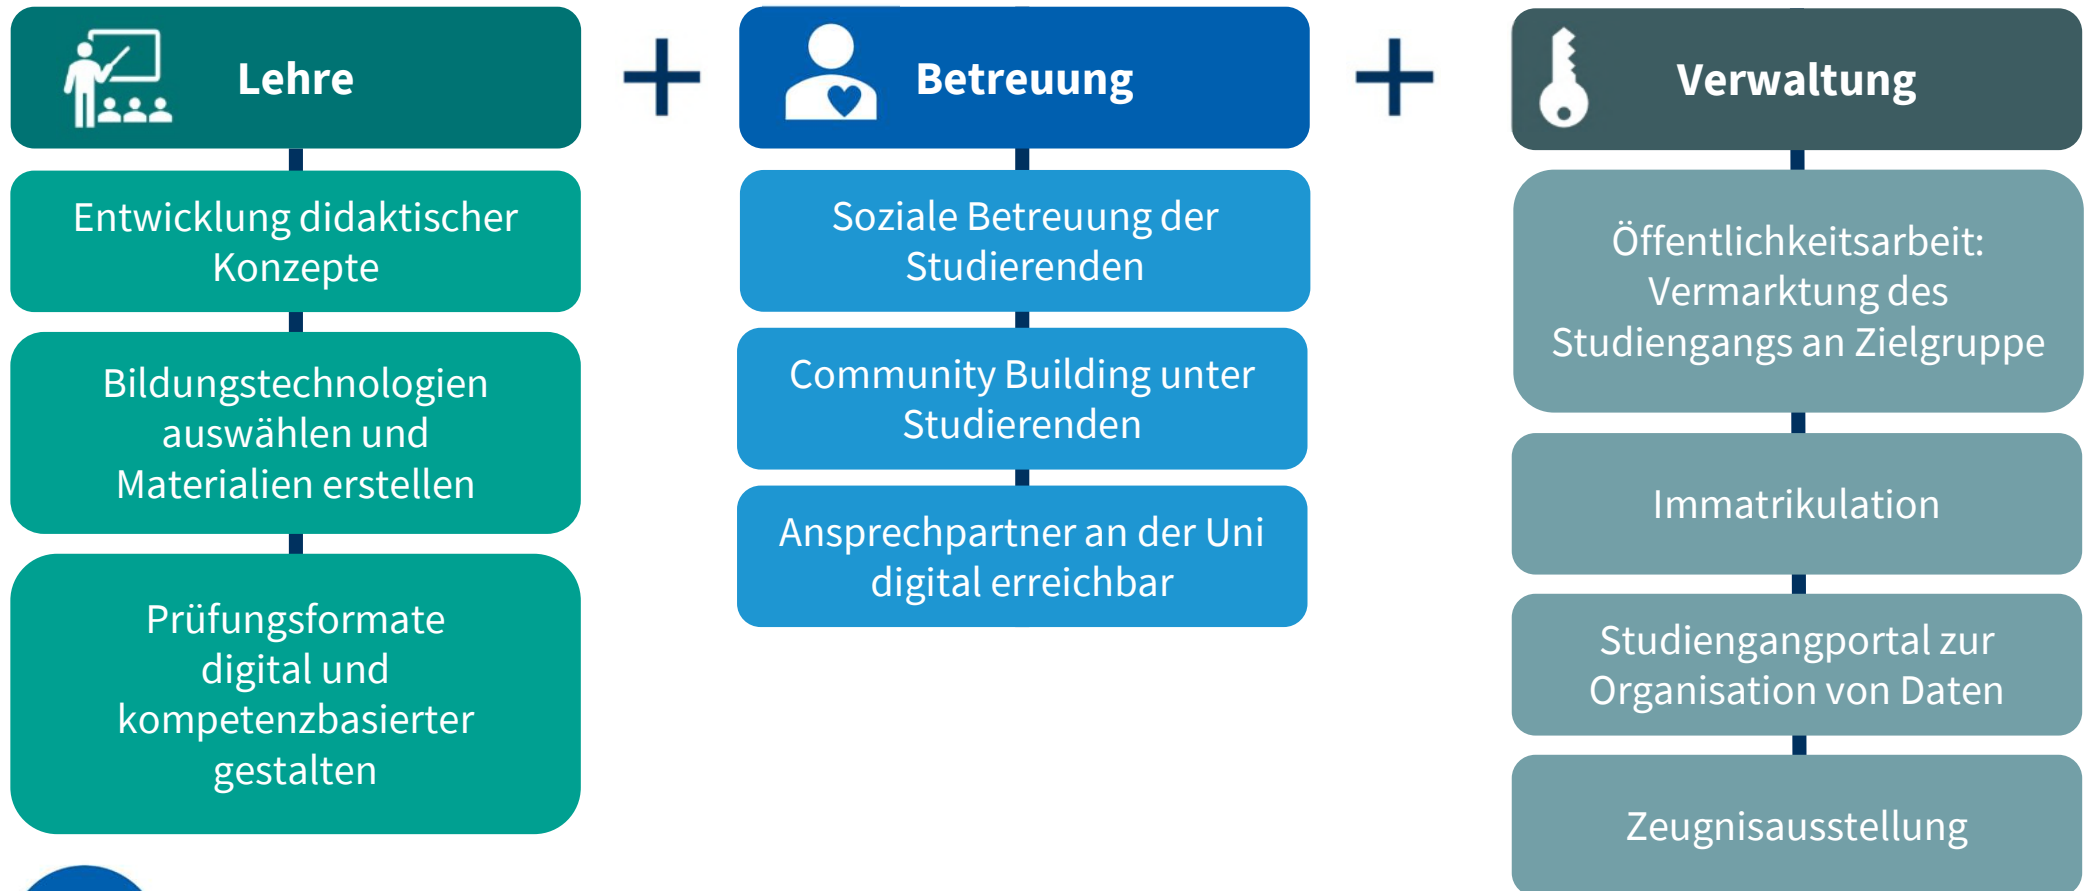 Lehre
Entwicklung didaktischer
Konzepte
Bildungstechnologien
auswählen und
Materialien erstellen
Prüfungsformate
digital und
kompetenzbasierter
gestalten
Betreuung
Soziale Betreuung der
Studierenden
Community Building unter
Studierenden
Ansprechpartner an der Uni
digital erreichbar
Verwaltung
Öffentlichkeitsarbeit:
Vermarktung des
Studiengangs an Zielgruppe
Immatrikulation
Studiengangportal zur
Organisation von Daten
Zeugnisausstellung